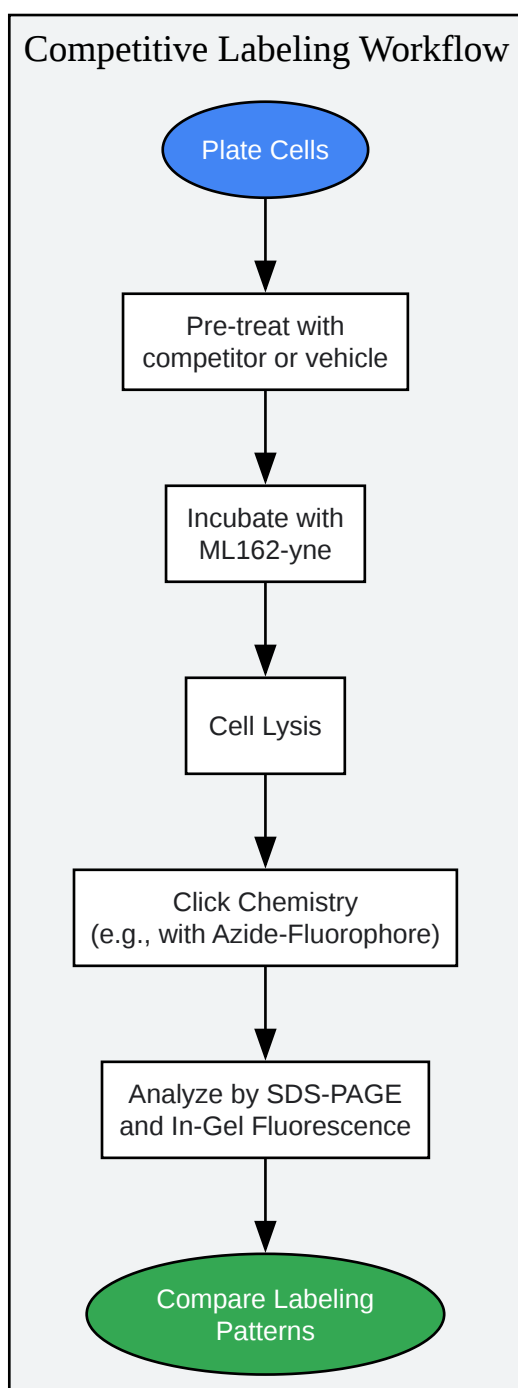 Competitive Labeling Workflow
Plate Cells
Pre-treat with
competitor or vehicle
Incubate with
ML162-yne
Cell Lysis
Click Chemistry
(e.g., with Azide-Fluorophore)
Analyze by SDS-PAGE
and In-Gel Fluorescence
Compare Labeling
Patterns